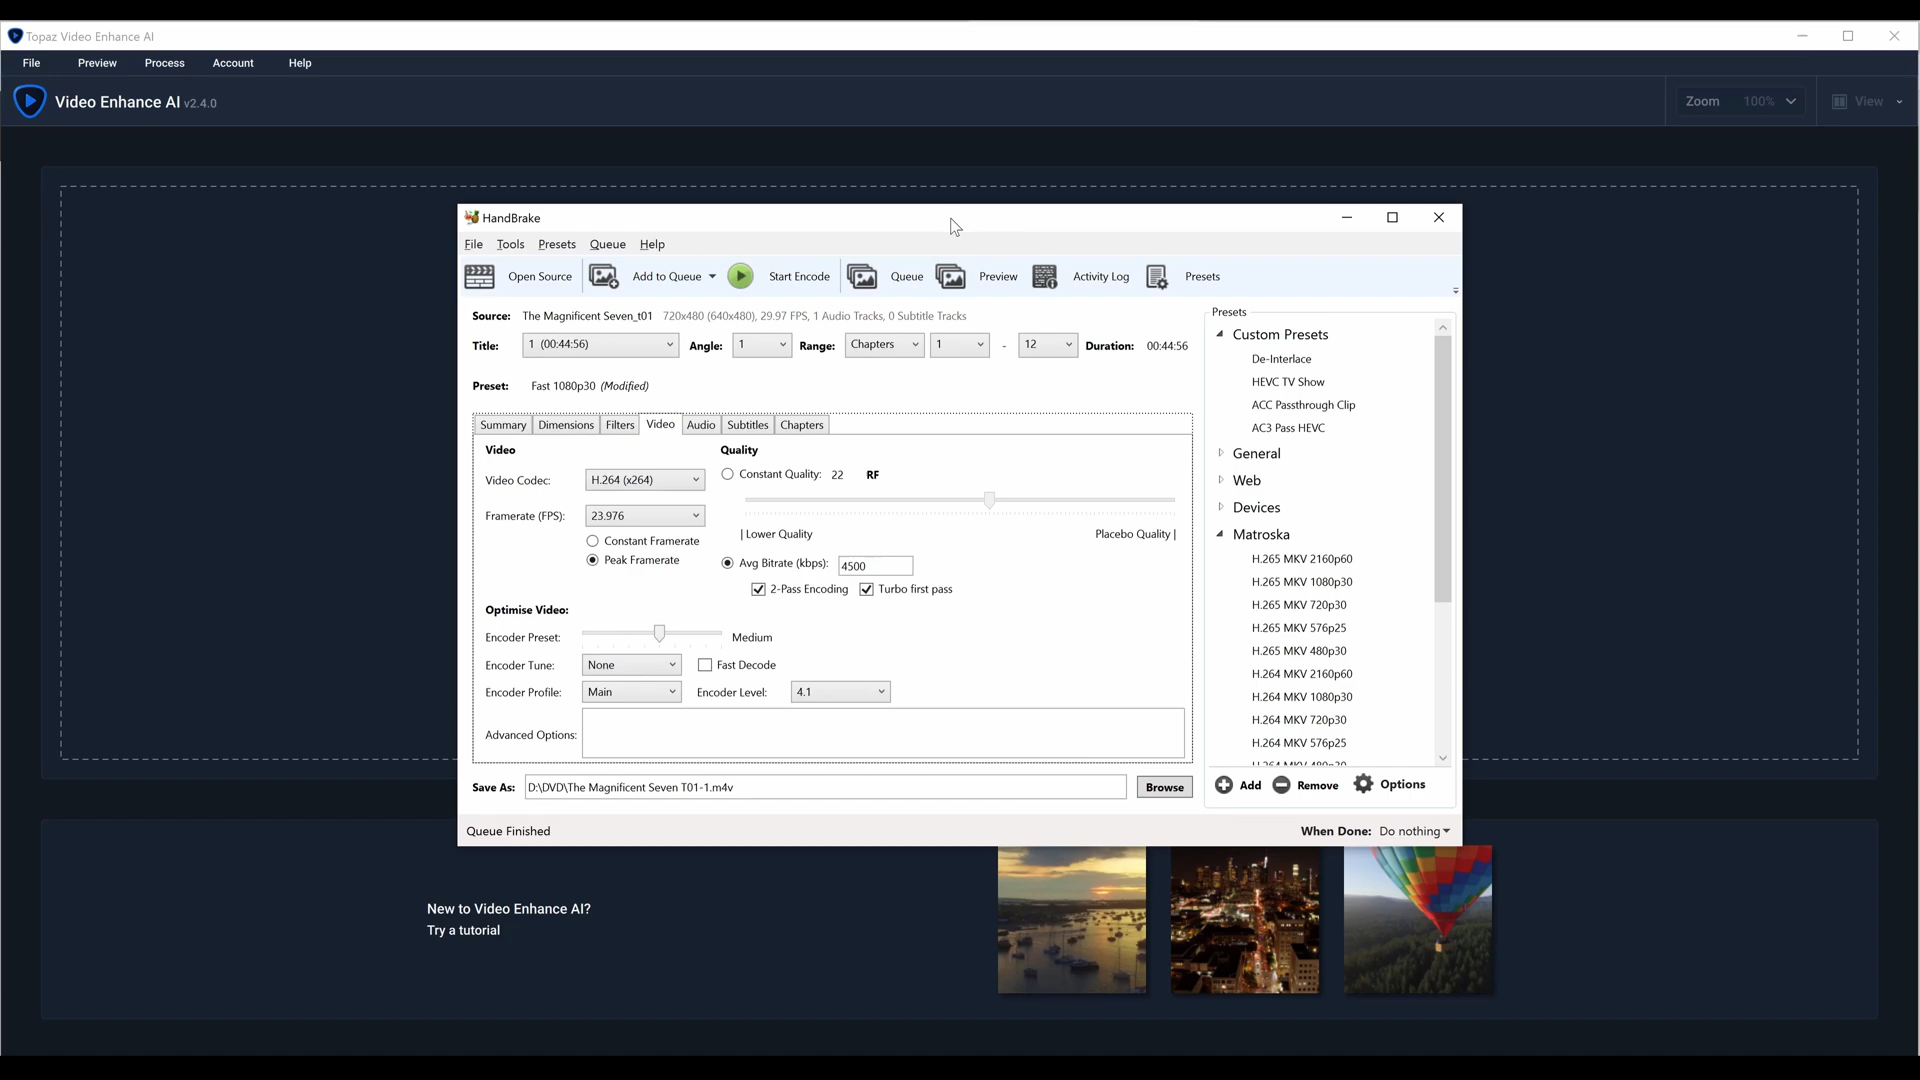 Topaz Video Enhance AI
File Preview Process Account Help
Video Enhance AI v2.4.0
Zoom 100% View
HandBrake
File Tools Presets Queue Help
Open Source Add to Queue Start Encode Queue Preview Activity Log Presets
Source: The Magnificent Seven_t01 720x480 (640x480), 29.97 FPS, 1 Audio Tracks, 0 Subtitle Tracks
Title: 1 (00:44:56) Angle: 1 Range: Chapters 1 - 12 Duration: 00:44:56
Preset: Fast 1080p30 (Modified)
Summary Dimensions Filters Video Audio Subtitles Chapters
Video
Video Codec: H.264 (x264)
Framerate (FPS): 23.976
Constant Framerate
Peak Framerate
Quality
Constant Quality: 22 RF
| Lower Quality Placebo Quality |
Avg Bitrate (kbps): 4500
2-Pass Encoding Turbo first pass
Optimise Video:
Encoder Preset: Medium
Encoder Tune: None Fast Decode
Encoder Profile: Main Encoder Level: 4.1
Advanced Options:
Save As: D:\DVD\The Magnificent Seven T01-1.m4v Browse
Presets
Custom Presets
De-Interlace
HEVC TV Show
ACC Passthrough Clip
AC3 Pass HEVC
General
Web
Devices
Matroska
H.265 MKV 2160p60
H.265 MKV 1080p30
H.265 MKV 720p30
H.265 MKV 576p25
H.265 MKV 480p30
H.264 MKV 2160p60
H.264 MKV 1080p30
H.264 MKV 720p30
H.264 MKV 576p25
H.264 MKV 480p30
Add Remove Options
Queue Finished When Done: Do nothing
New to Video Enhance AI?
Try a tutorial